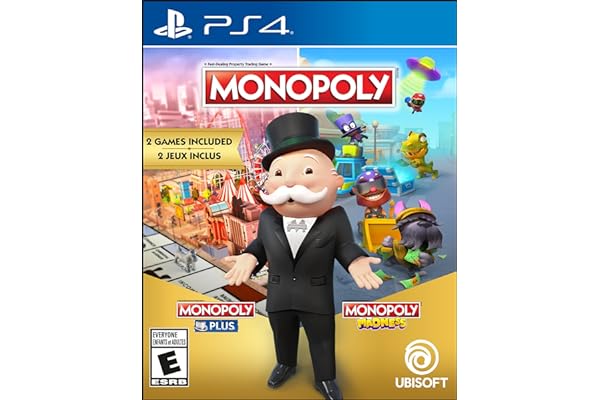 PS4
Fast-Dealing Property Trading Game
MONOPOLY
2 GAMES INCLUDED
2 JEUX INCLUS
MONOPOLY
PLUS
MONOPOLY
MADNESS
EVERYONE
ENFANTS et ADULTES
E
ESRB
UBISOFT